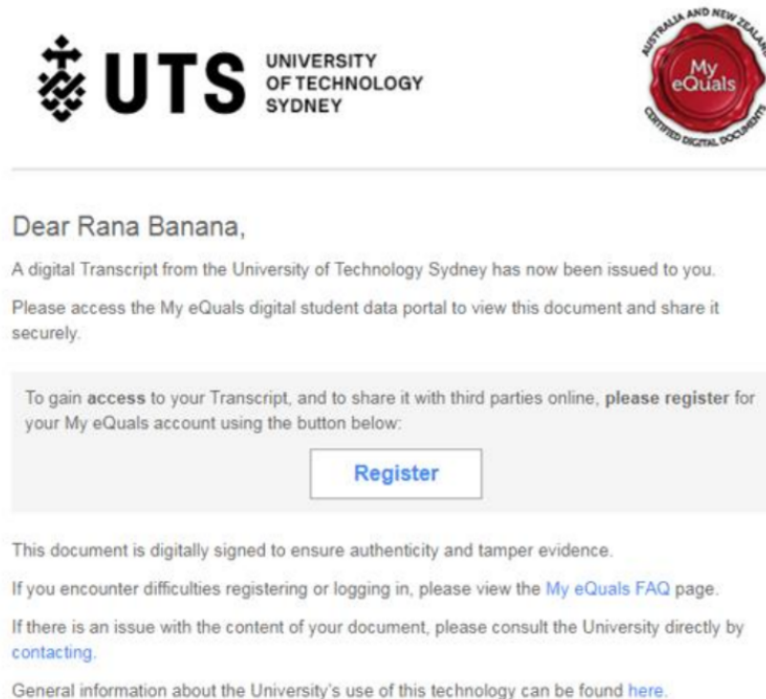 UTS
UNIVERSITY
OF TECHNOLOGY
SYDNEY
AUSTRALIA AND NEW ZEALAND
My
eQuals
CERTIFIED DIGITAL DOCUMENTS
Dear Rana Banana,
A digital Transcript from the University of Technology Sydney has now been issued to you.
Please access the My eQuals digital student data portal to view this document and share it
securely.
To gain access to your Transcript, and to share it with third parties online, please register for
your My eQuals account using the button below:
Register
This document is digitally signed to ensure authenticity and tamper evidence.
If you encounter difficulties registering or logging in, please view the My eQuals FAQ page.
If there is an issue with the content of your document, please consult the University directly by
contacting.
General information about the University's use of this technology can be found here.